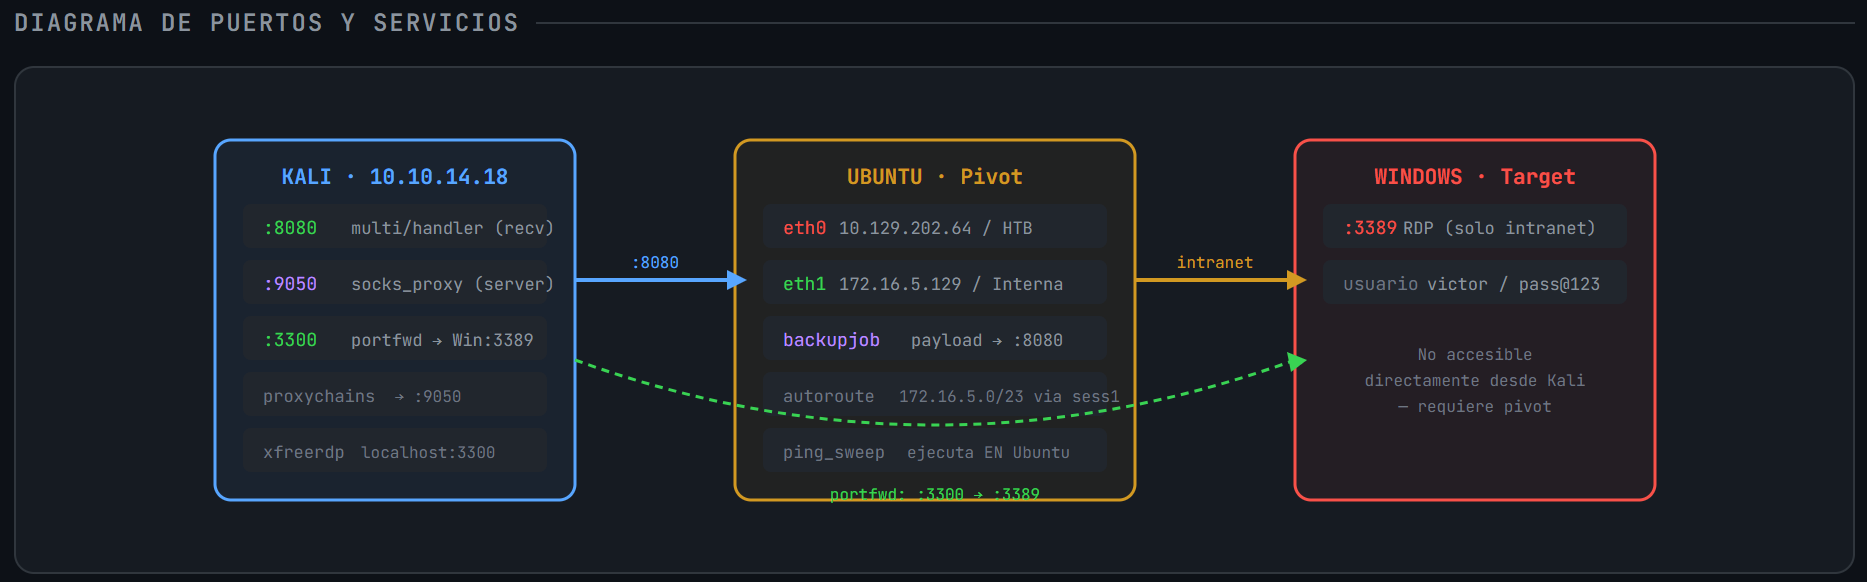 DIAGRAMA DE PUERTOS Y SERVICIOS
KALI · 10.10.14.18
:8080 multi/handler (recv)
:9050 socks_proxy (server)
:3300 portfwd → Win:3389
proxychains → :9050
xfreerdp localhost:3300
:8080
UBUNTU · Pivot
eth0 10.129.202.64 / HTB
eth1 172.16.5.129 / Interna
backupjob payload → :8080
autoroute 172.16.5.0/23 via sess1
ping_sweep ejecuta EN Ubuntu
portfwd: :3300 → :3389
intranet
WINDOWS · Target
:3389 RDP (solo intranet)
usuario victor / pass@123
No accesible
directamente desde Kali
— requiere pivot